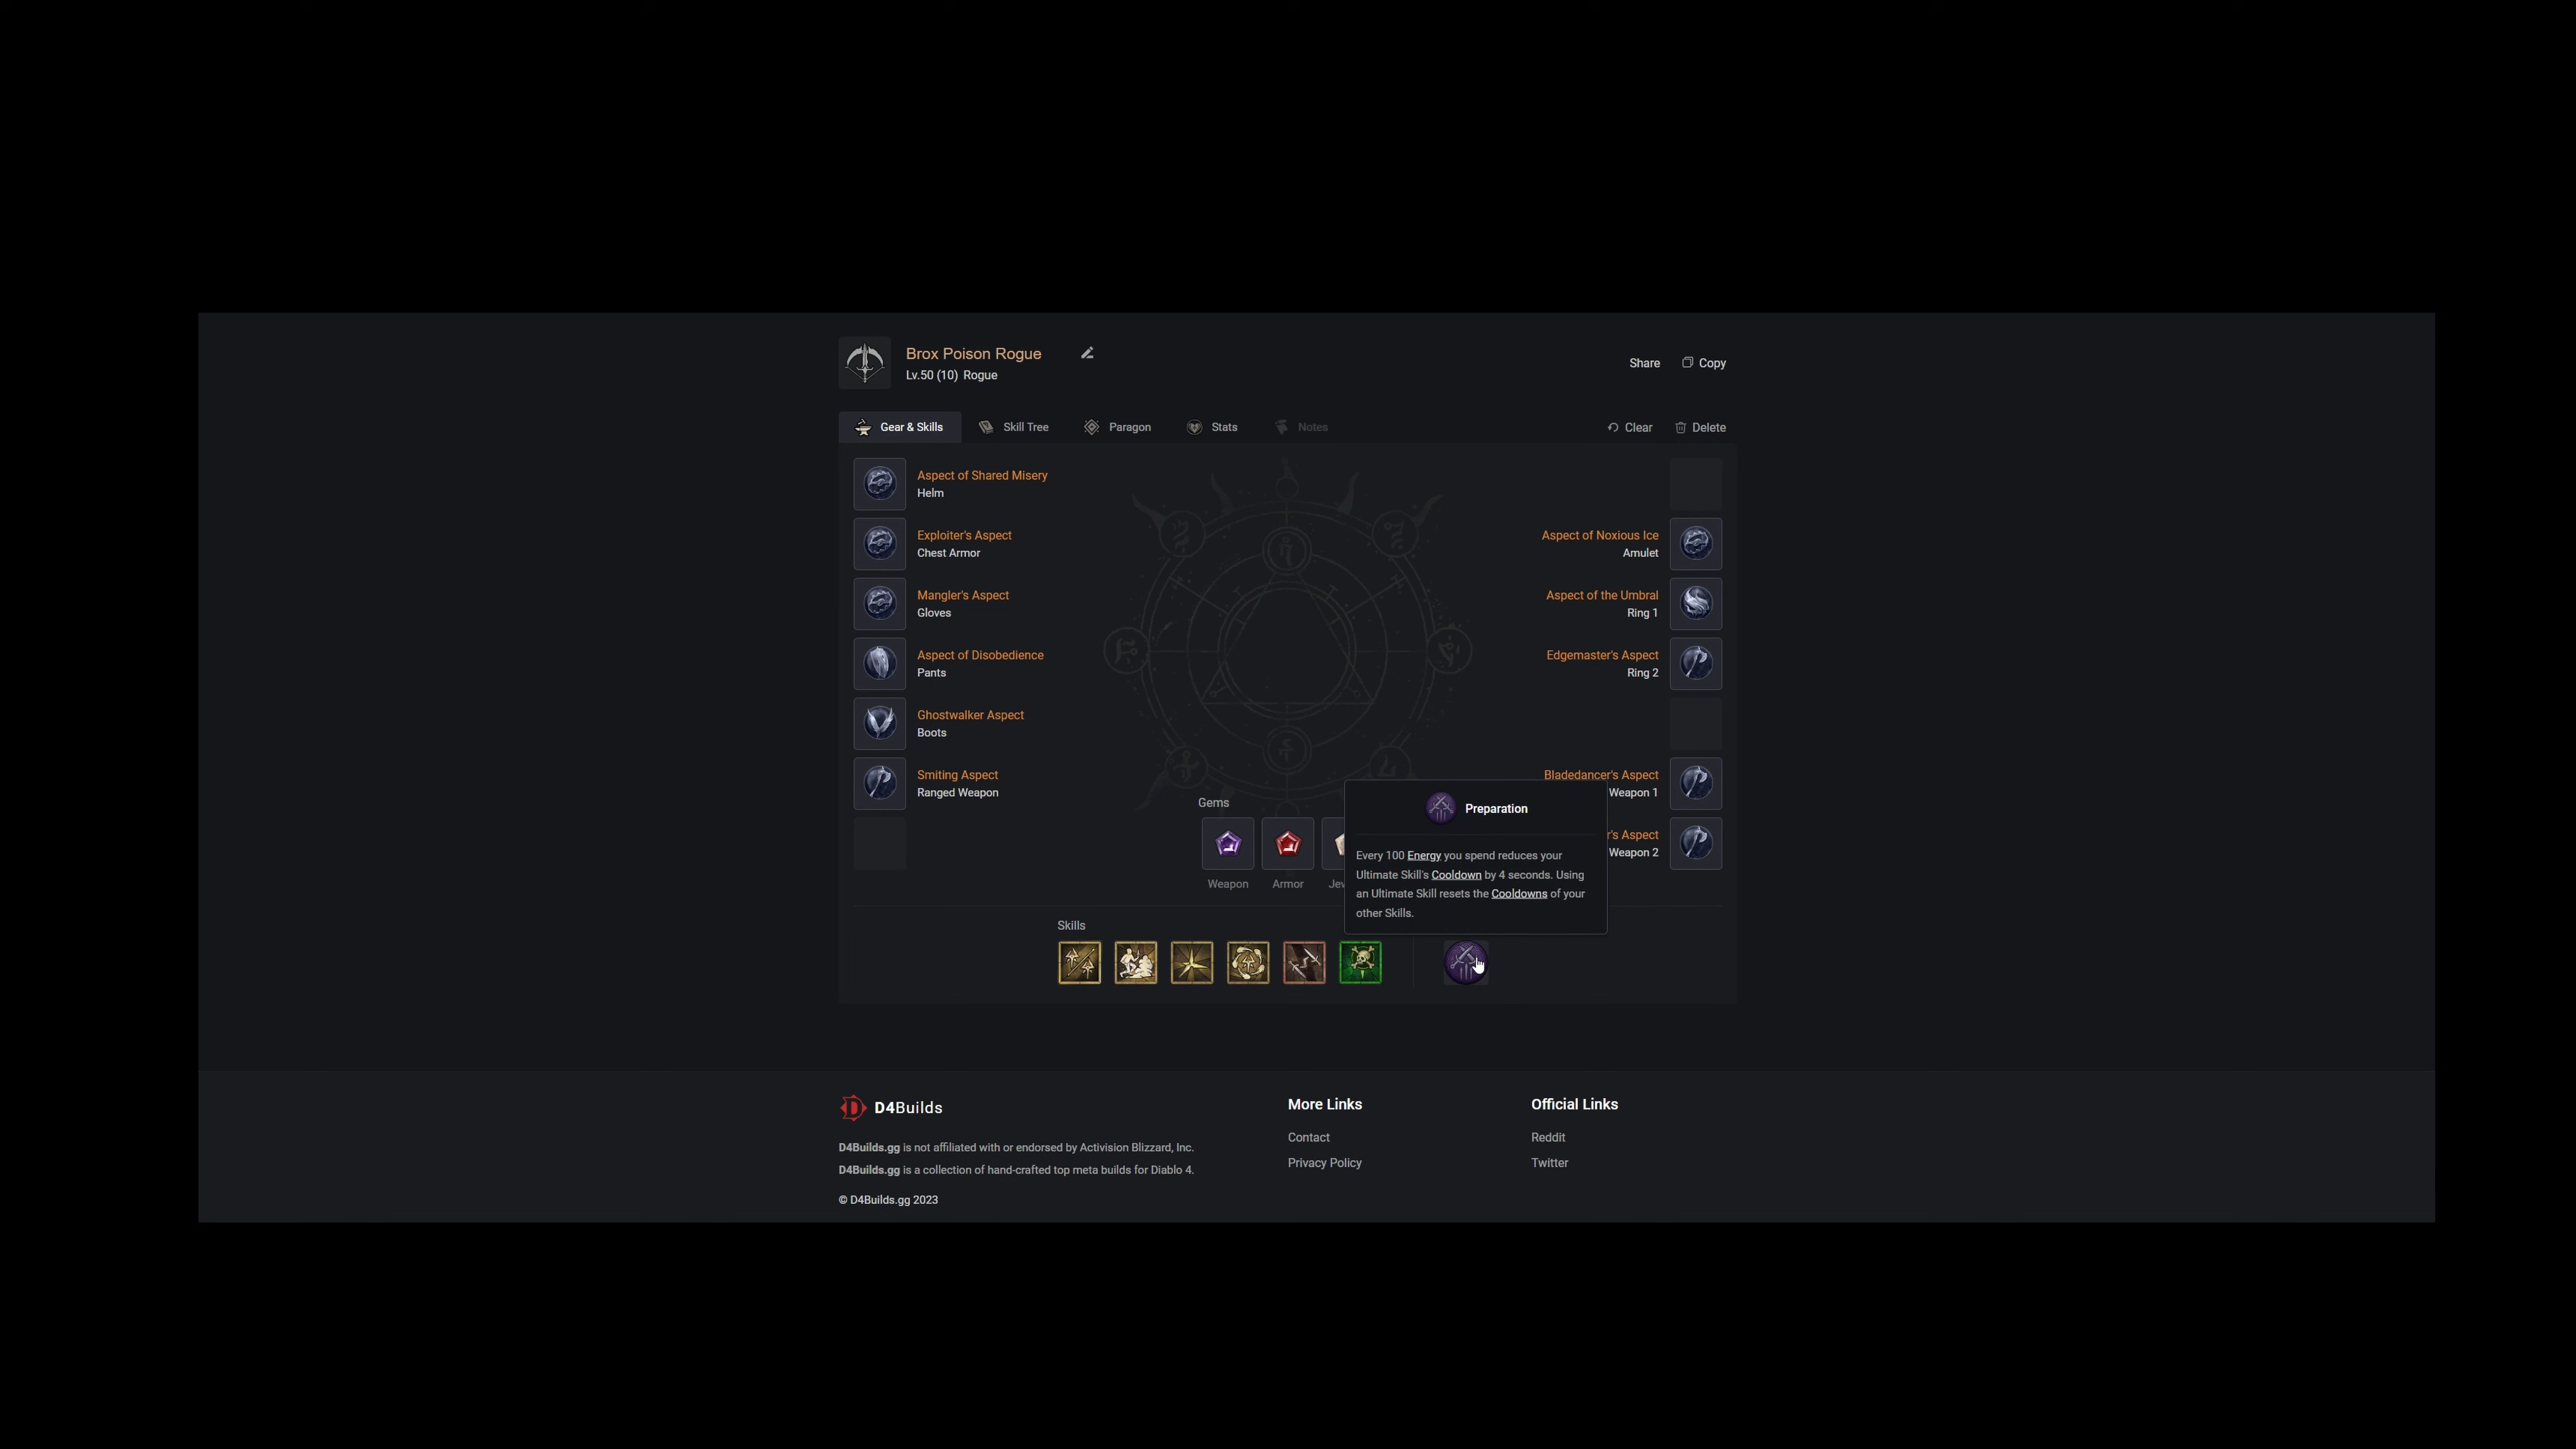 Brox Poison Rogue
Lv.50 (10) Rogue
Share
Copy
Gear & Skills
Skill Tree
Paragon
Stats
Notes
Clear
Delete
Aspect of Shared Misery
Helm
Exploiter's Aspect
Chest Armor
Mangler's Aspect
Gloves
Aspect of Disobedience
Pants
Ghostwalker Aspect
Boots
Smiting Aspect
Ranged Weapon
Aspect of Noxious Ice
Amulet
Aspect of the Umbral
Ring 1
Edgemaster's Aspect
Ring 2
Bladedancer's Aspect
Weapon 1
Aspect
Weapon 2
Gems
Weapon
Armor
Preparation
Every 100 Energy you spend reduces your
Ultimate Skill's Cooldown by 4 seconds. Using
an Ultimate Skill resets the Cooldowns of your
other Skills.
Skills
D4Builds
D4Builds.gg is not affiliated with or endorsed by Activision Blizzard, Inc.
D4Builds.gg is a collection of hand-crafted top meta builds for Diablo 4.
© D4Builds.gg 2023
More Links
Contact
Privacy Policy
Official Links
Reddit
Twitter